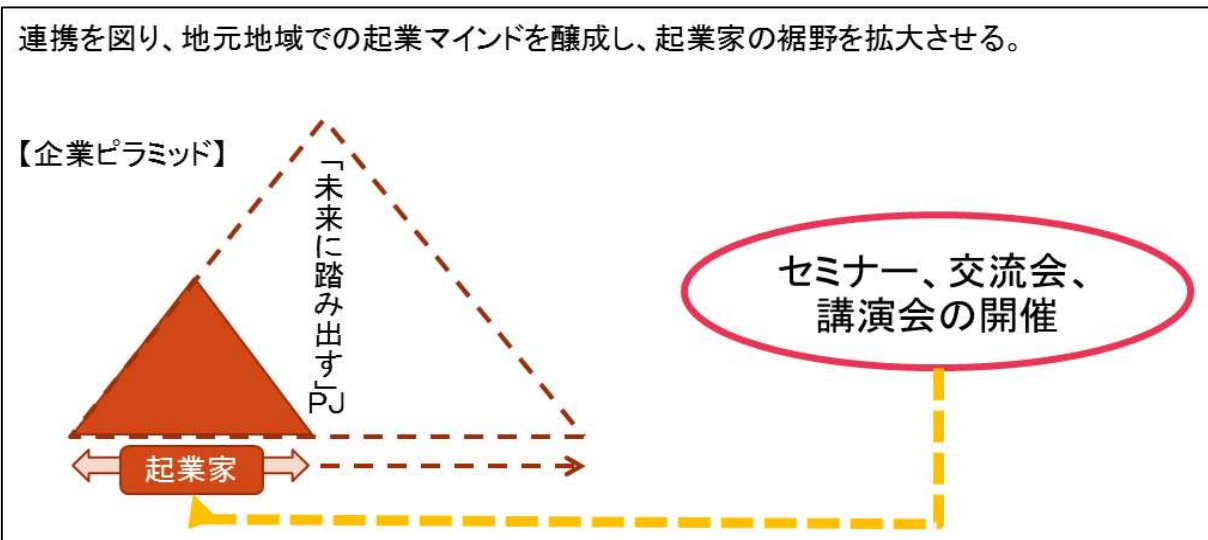 連携を図り、地元地域での起業マインドを醸成し、起業家の裾野を拡大させる。
【企業ピラミッド】
「未来に踏み出す」PJ
セミナー、交流会、
講演会の開催
起業家